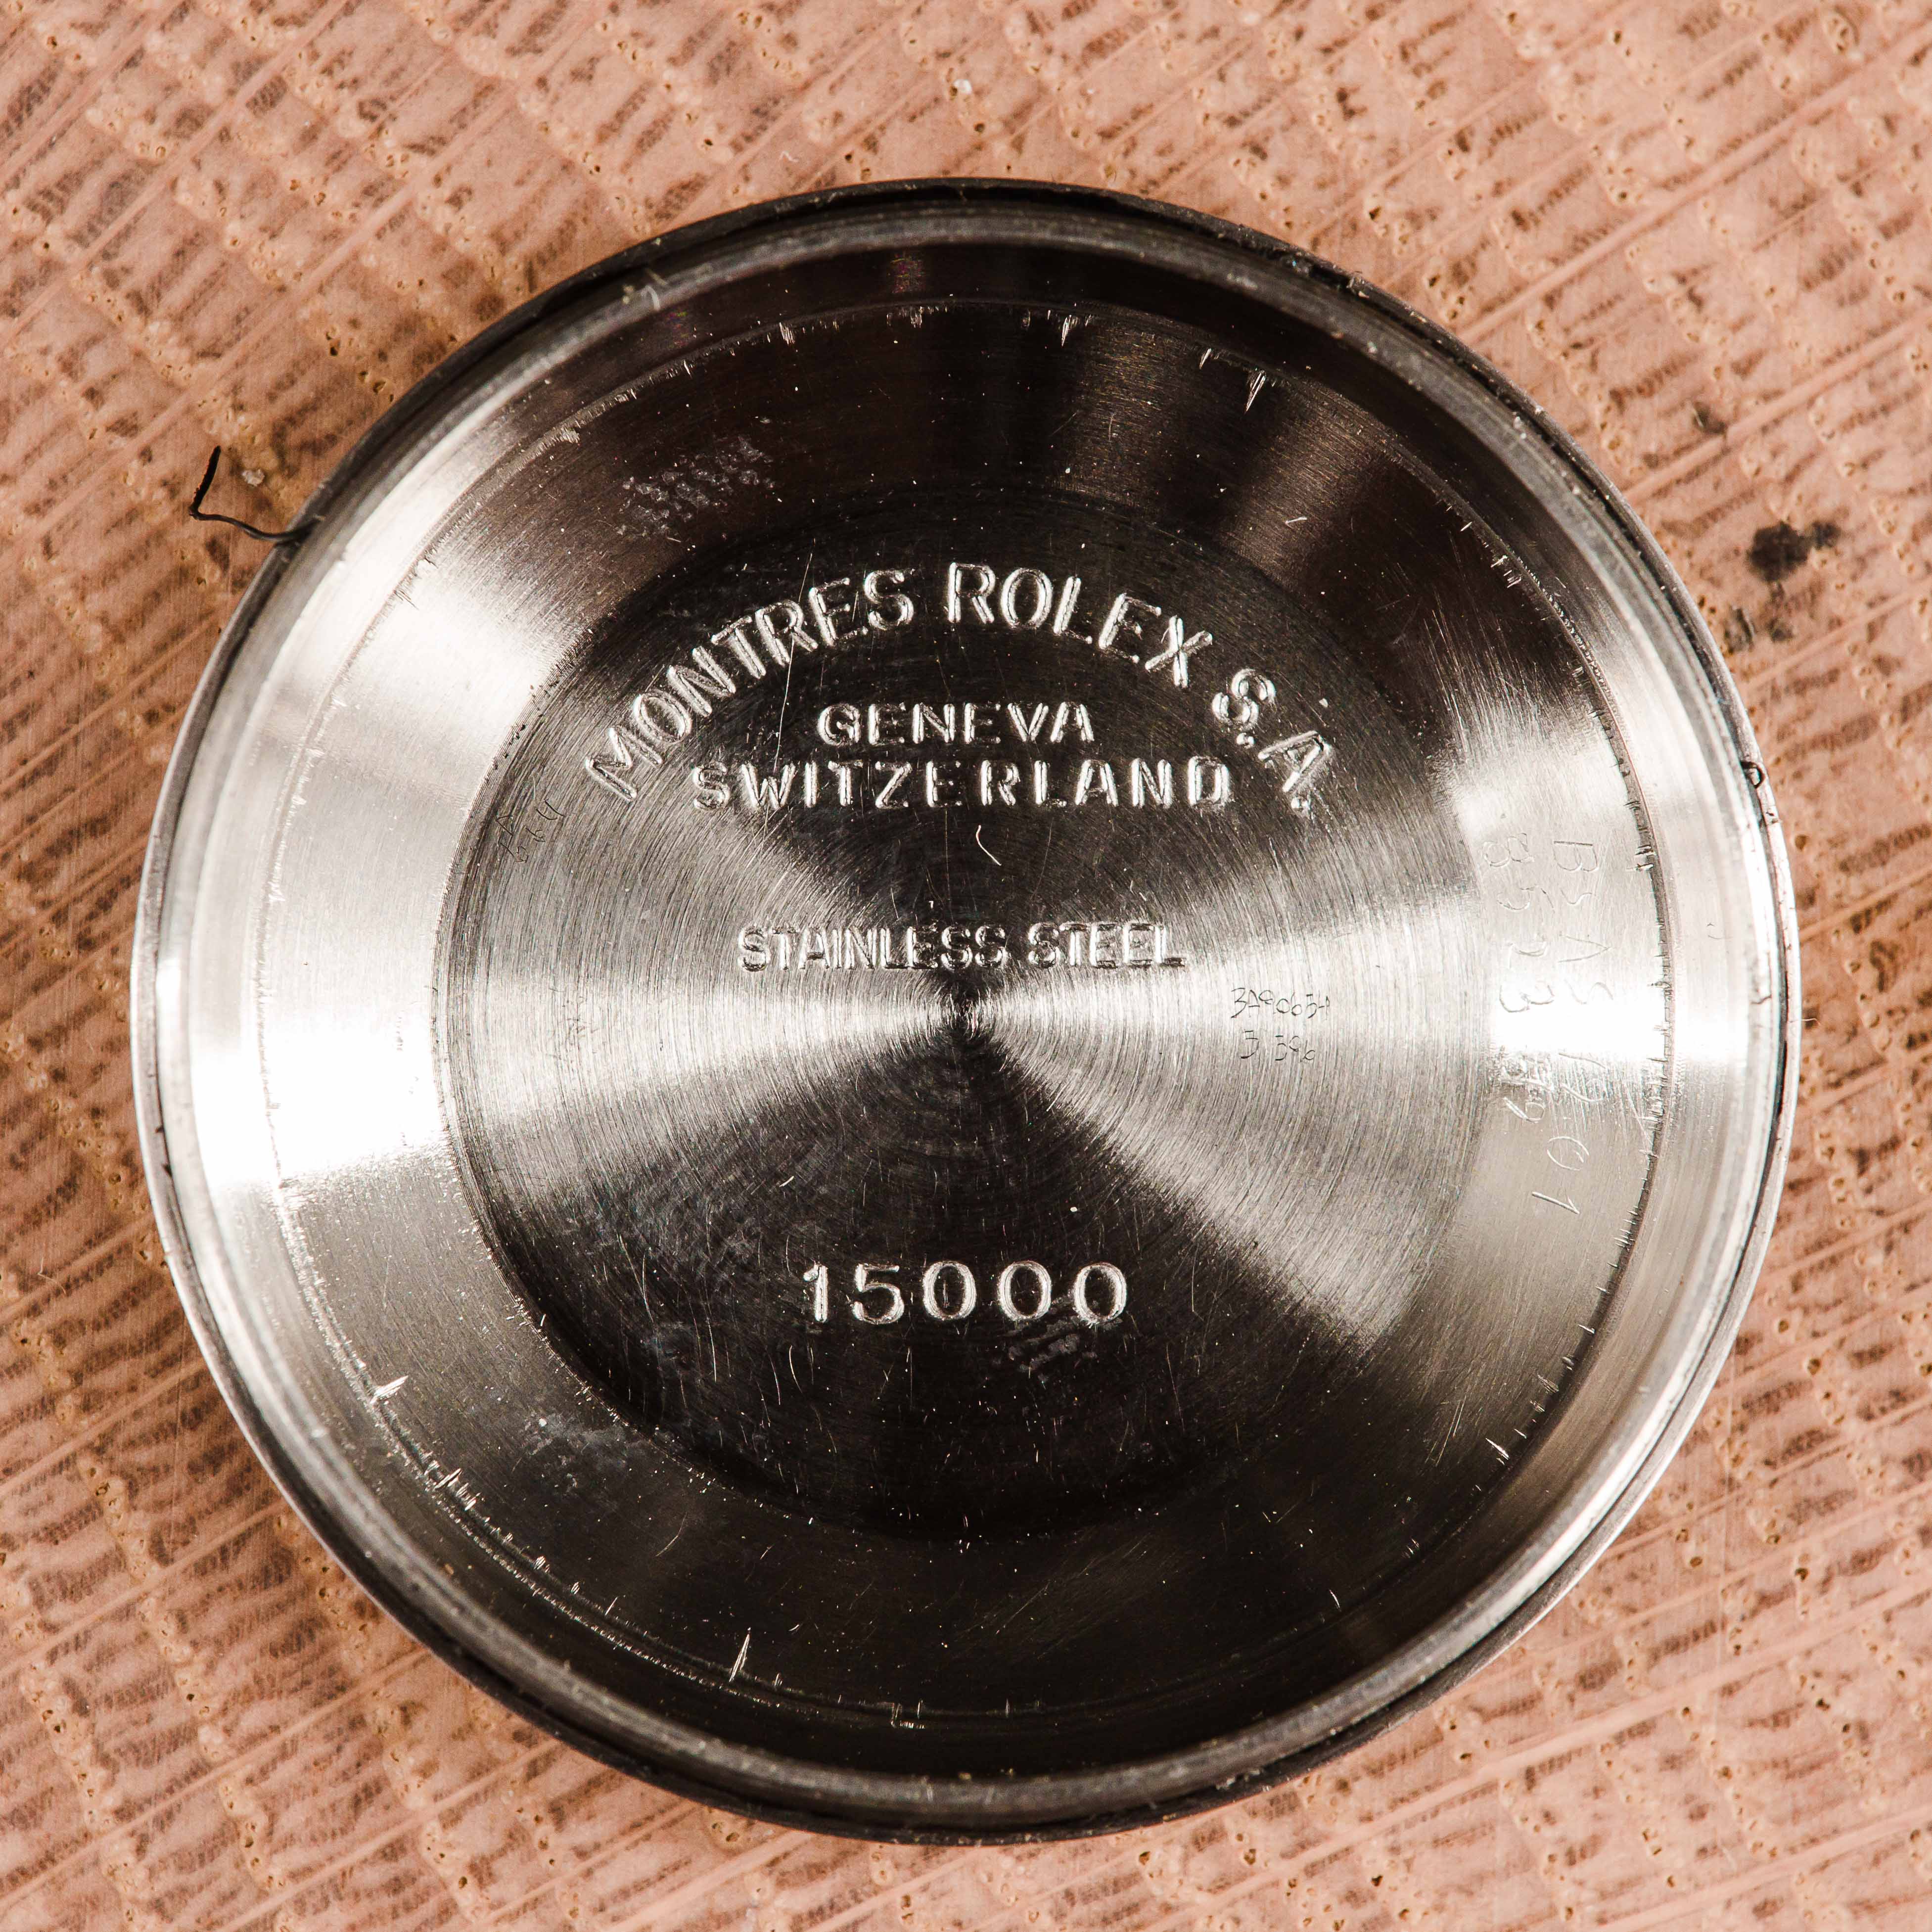 MONTRES ROLEX S.A.
GENEVA
SWITZERLAND
STAINLESS STEEL
15000